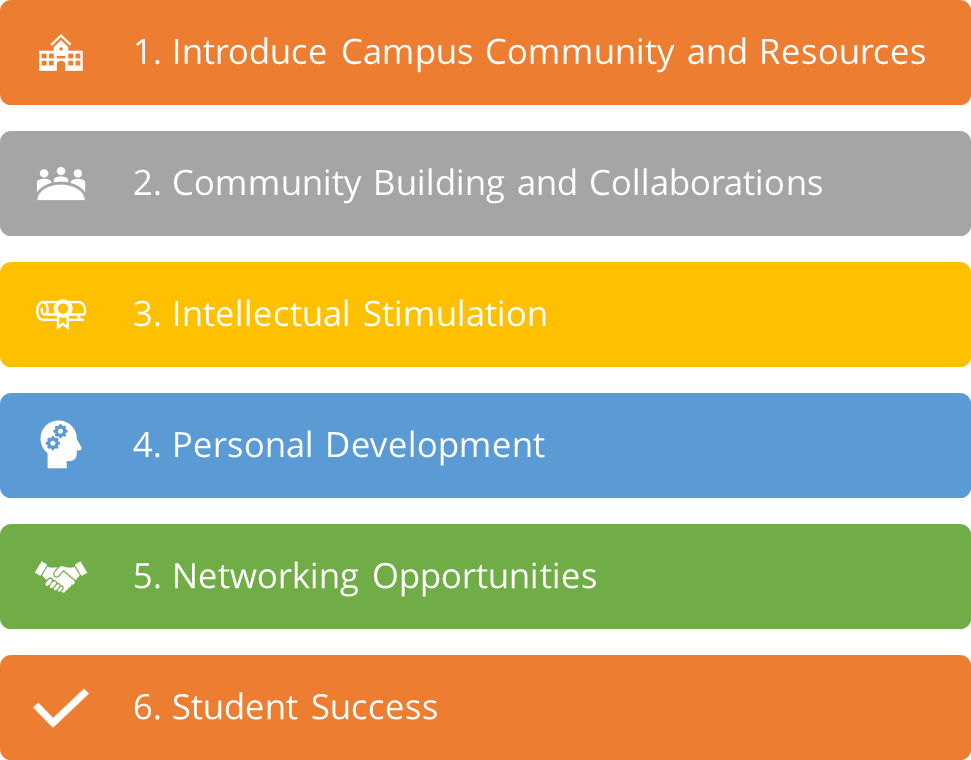 1. Introduce Campus Community and Resources
2. Community Building and Collaborations
3. Intellectual Stimulation
4. Personal Development
5. Networking Opportunities
6. Student Success